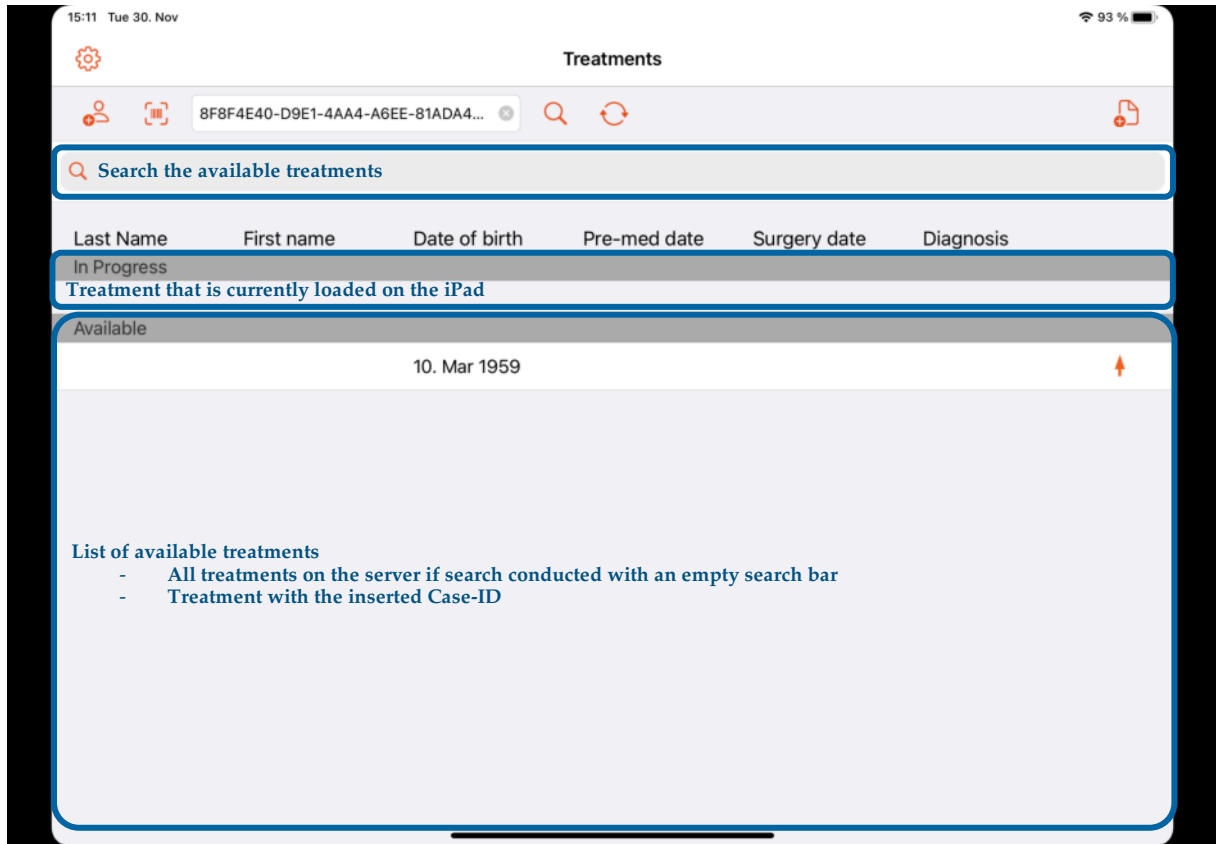 15:11 Tue 30. Nov 93 %
Treatments
8F8F4E40-D9E1-4AA4-A6EE-81ADA4...
Search the available treatments
Last Name First name Date of birth Pre-med date Surgery date Diagnosis
In Progress
Treatment that is currently loaded on the iPad
Available
10. Mar 1959
List of available treatments
- All treatments on the server if search conducted with an empty search bar
- Treatment with the inserted Case-ID